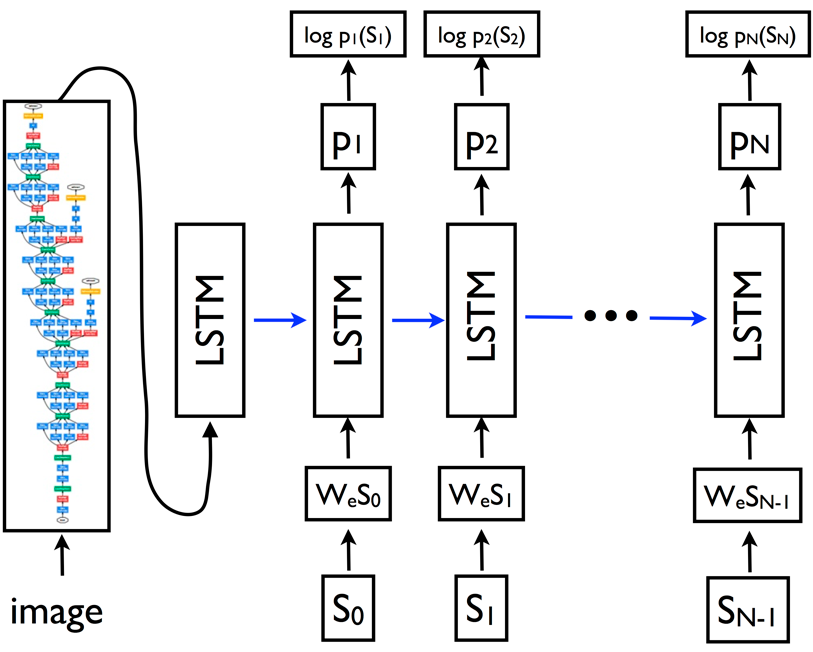 log p1(S1) log p2(S2) log pN(SN)
p1 p2 pN
LSTM LSTM LSTM LSTM
WeS0 WeS1 WeSN-1
image S0 S1 SN-1